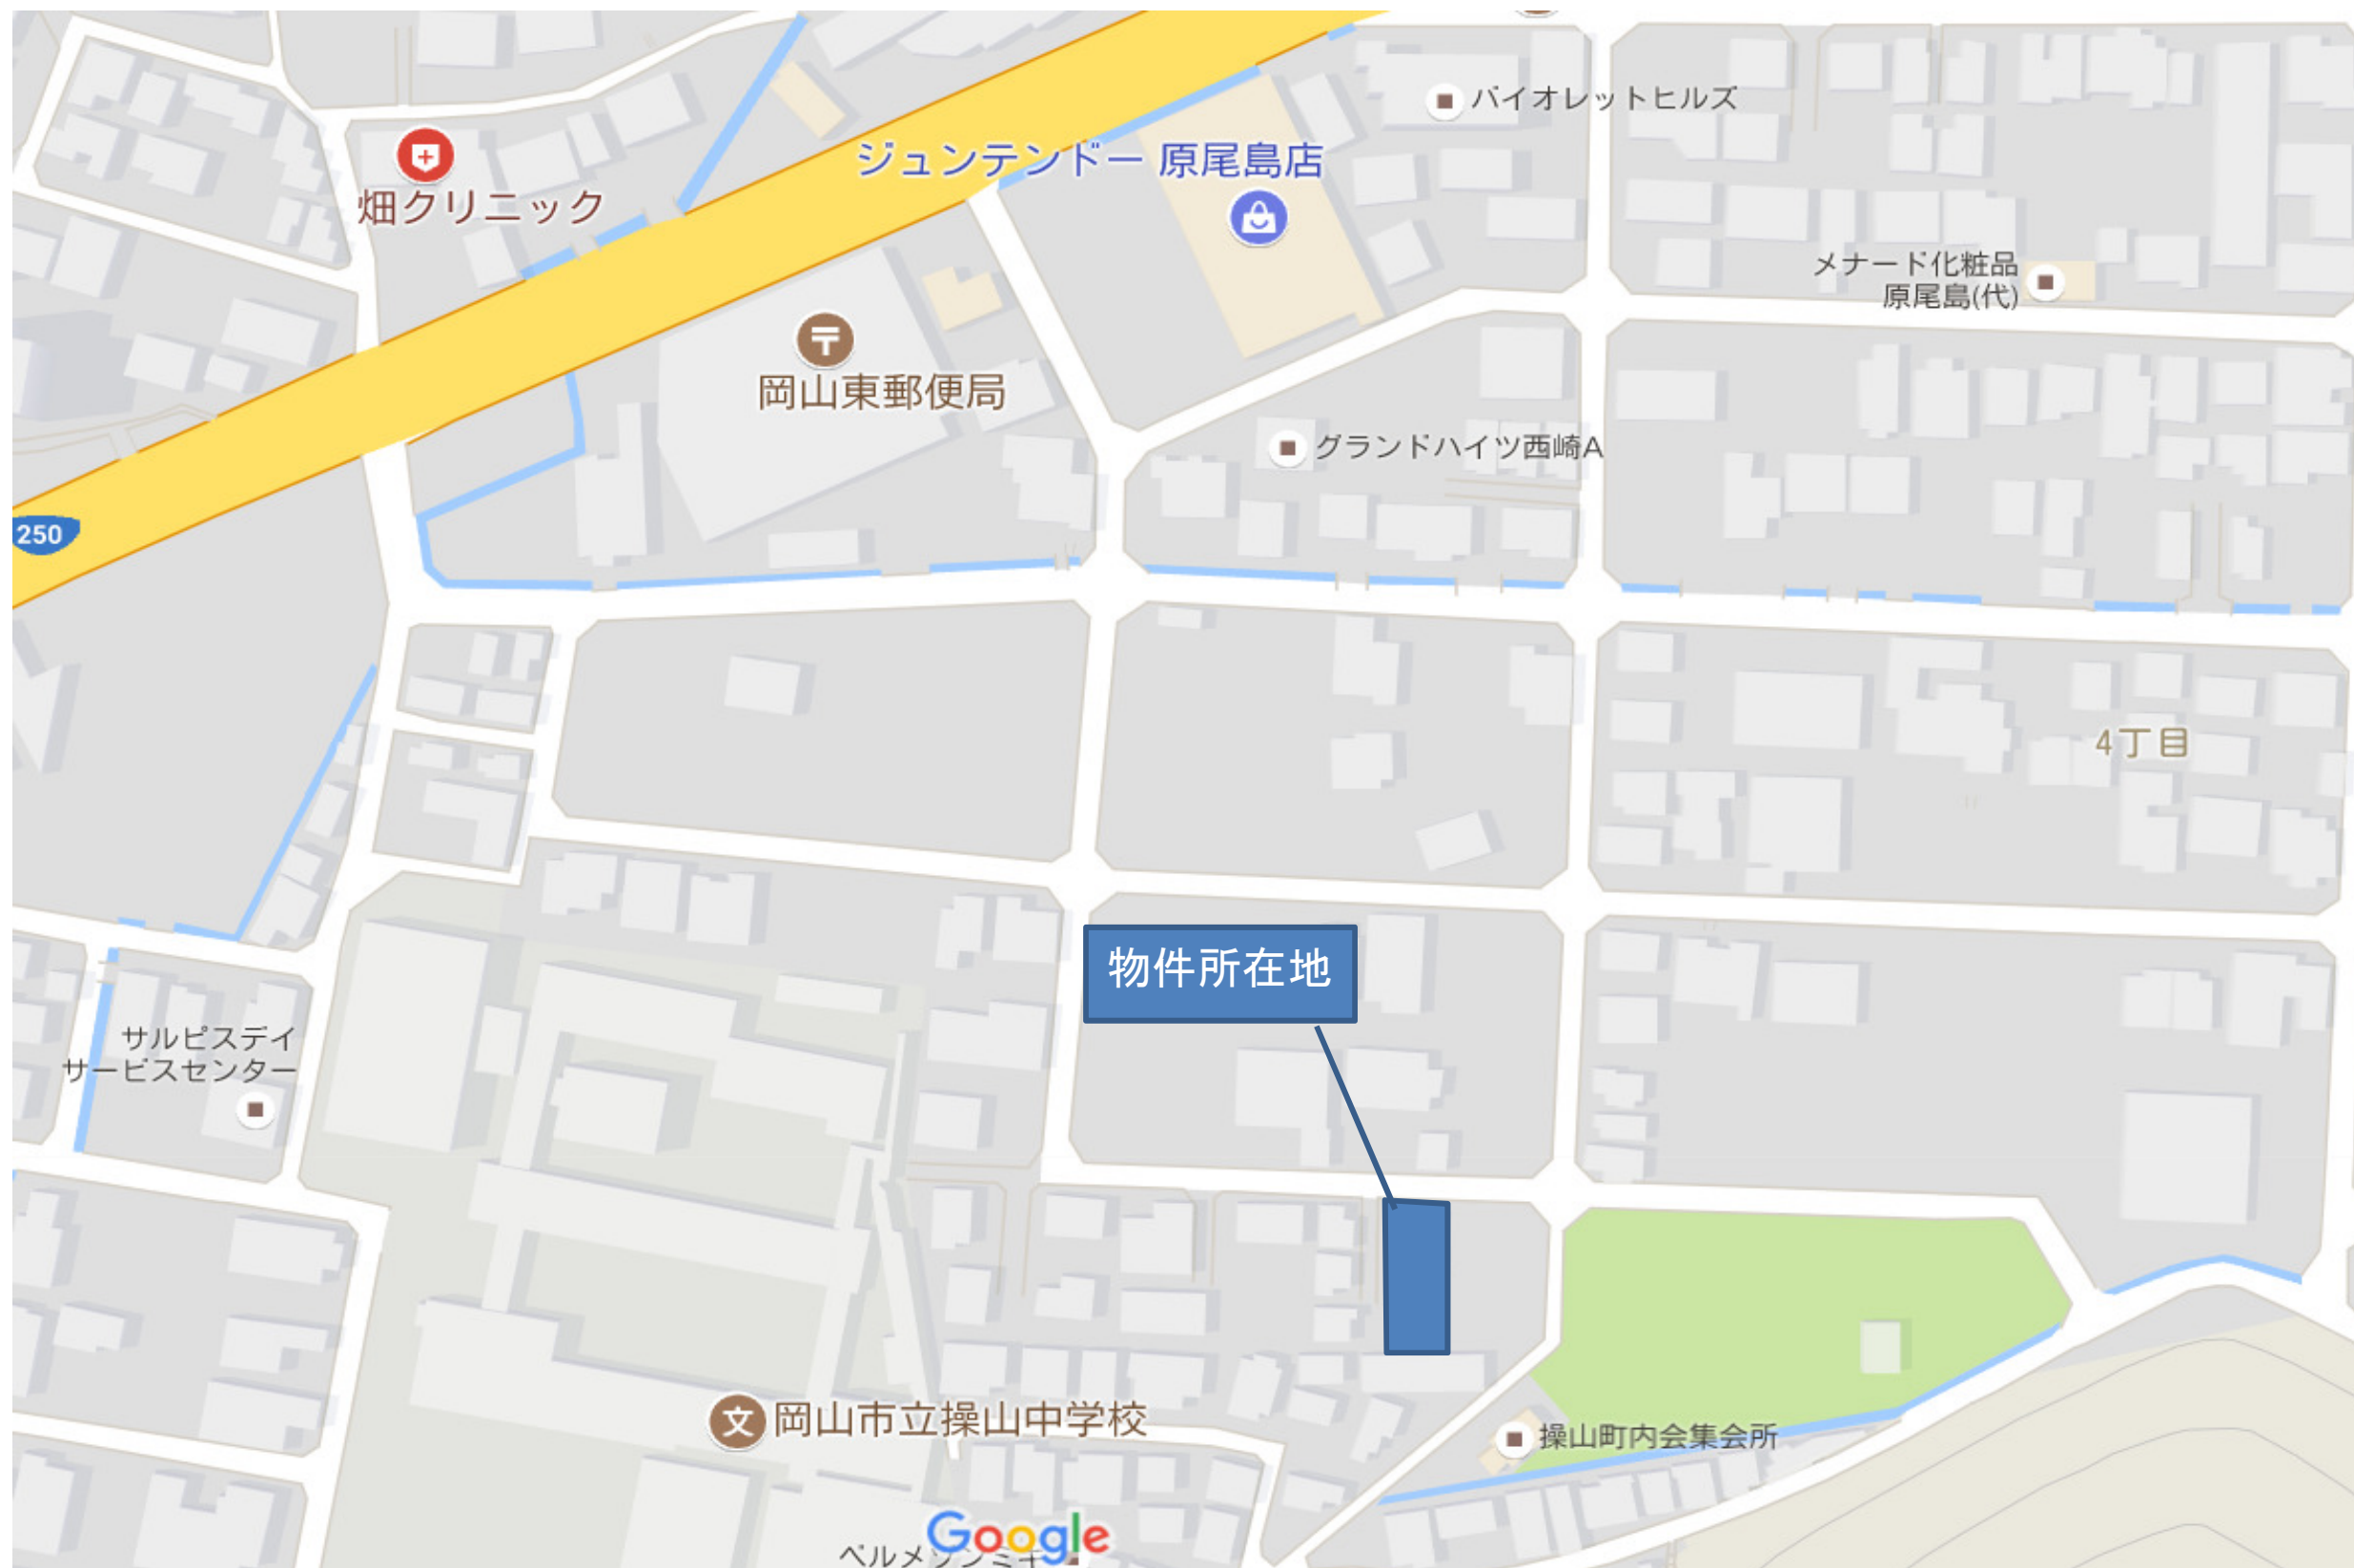 バイオレットヒルズ
ジュンテンドー 原尾島店
畑クリニック
メナード化粧品
原尾島(代)
岡山東郵便局
グランドハイツ西崎A
250
4丁目
物件所在地
サルピスデイ
サービスセンター
文
岡山市立操山中学校
操山町内会集会所
Google